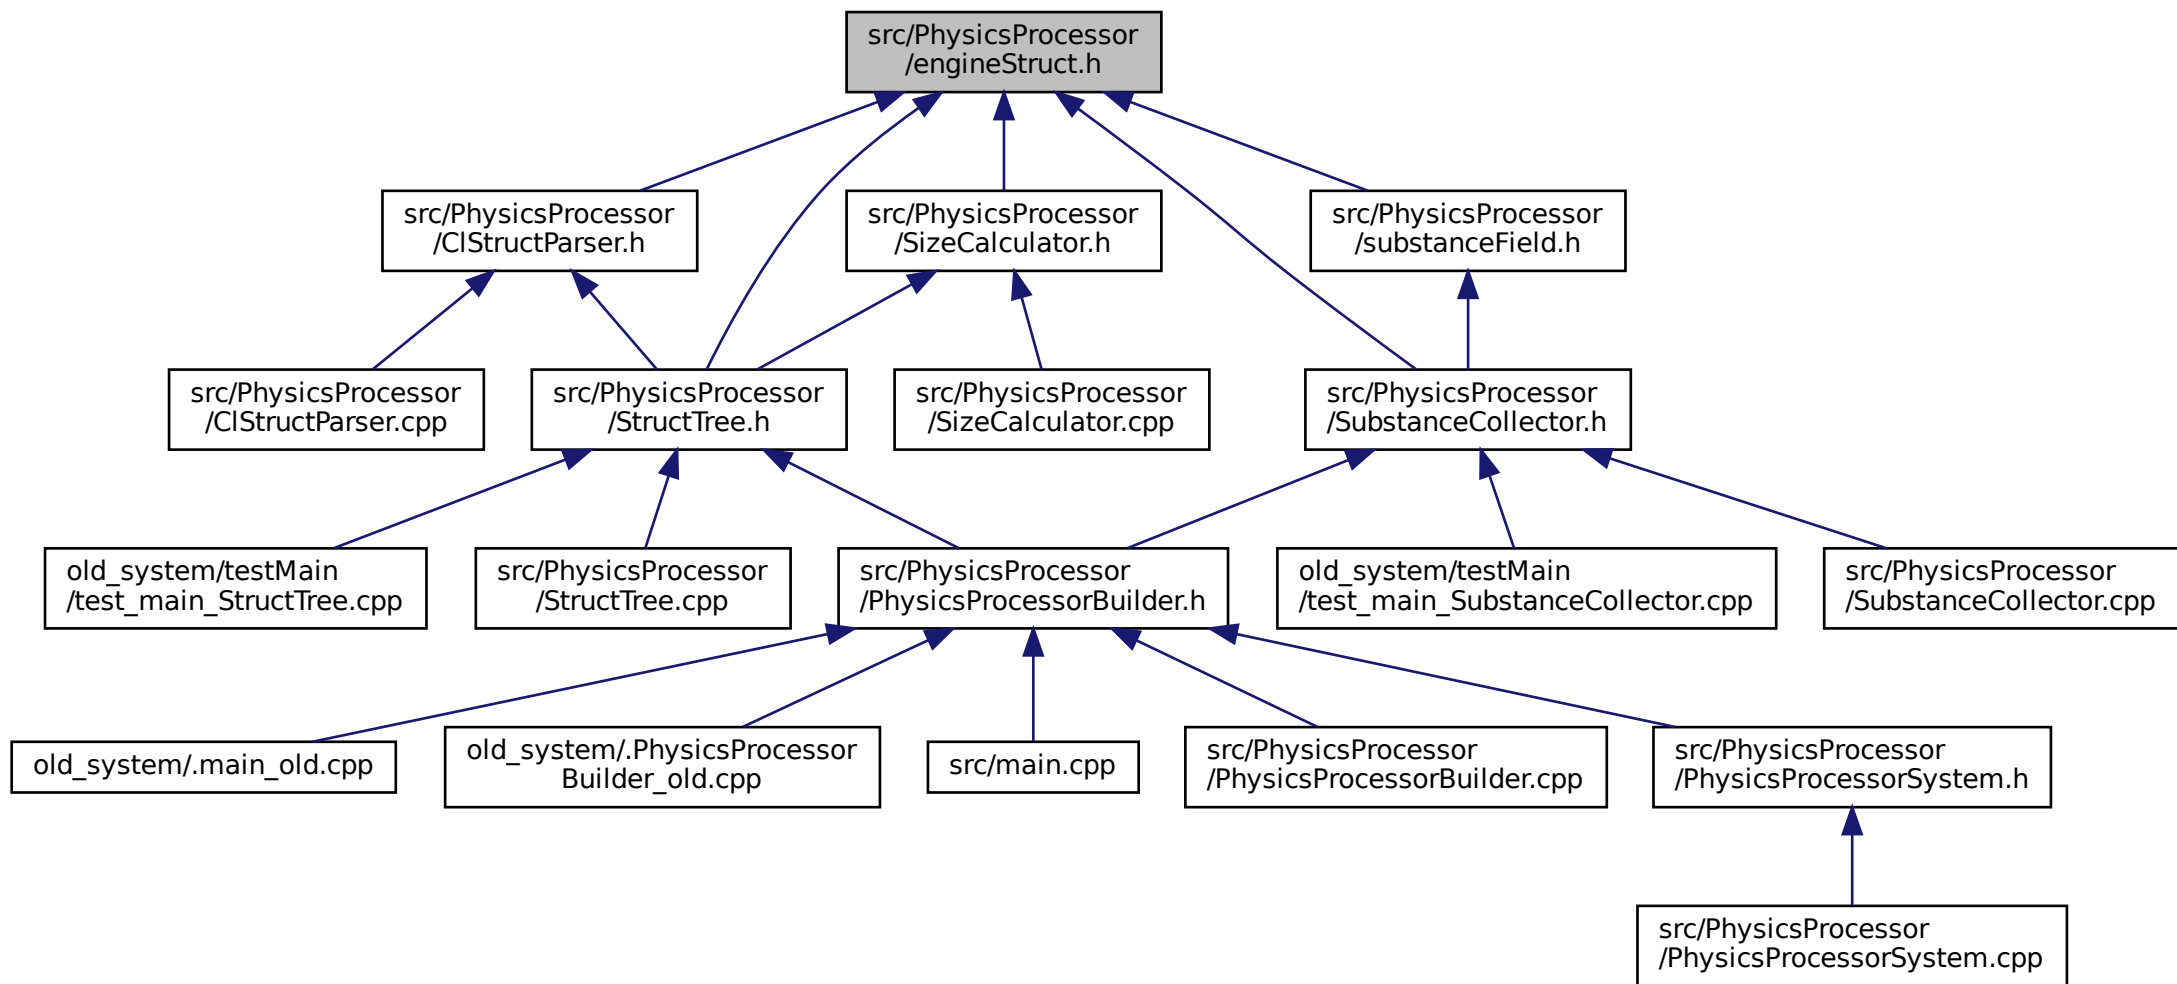 src/PhysicsProcessor
/engineStruct.h
src/PhysicsProcessor
/ClStructParser.h
src/PhysicsProcessor
/SizeCalculator.h
src/PhysicsProcessor
/substanceField.h
src/PhysicsProcessor
/ClStructParser.cpp
src/PhysicsProcessor
/StructTree.h
src/PhysicsProcessor
/SizeCalculator.cpp
src/PhysicsProcessor
/SubstanceCollector.h
old_system/testMain
/test_main_StructTree.cpp
src/PhysicsProcessor
/StructTree.cpp
src/PhysicsProcessor
/PhysicsProcessorBuilder.h
old_system/testMain
/test_main_SubstanceCollector.cpp
src/PhysicsProcessor
/SubstanceCollector.cpp
old_system/.main_old.cpp
old_system/.PhysicsProcessor
Builder_old.cpp
src/main.cpp
src/PhysicsProcessor
/PhysicsProcessorBuilder.cpp
src/PhysicsProcessor
/PhysicsProcessorSystem.h
src/PhysicsProcessor
/PhysicsProcessorSystem.cpp